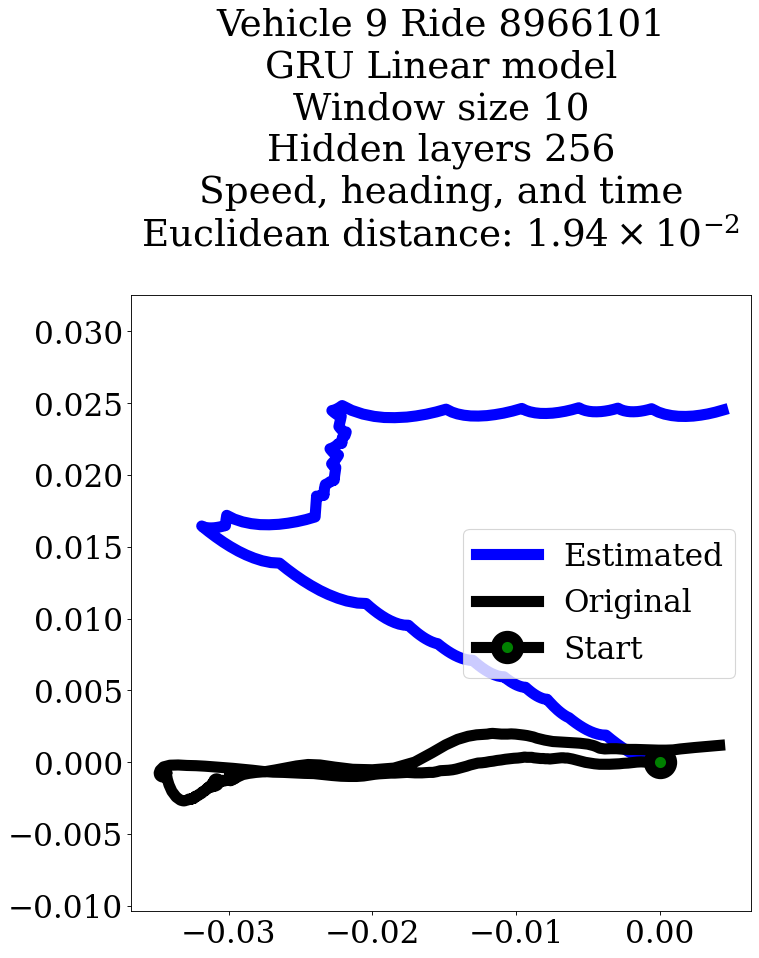 Vehicle 9 Ride 8966101
GRU Linear model
Window size 10
Hidden layers 256
Speed, heading, and time
Euclidean distance: 1.94 × 10⁻²
0.030
0.025
0.020
0.015
0.010
0.005
0.000
−0.005
−0.010
Estimated
Original
Start
−0.03 −0.02 −0.01 0.00